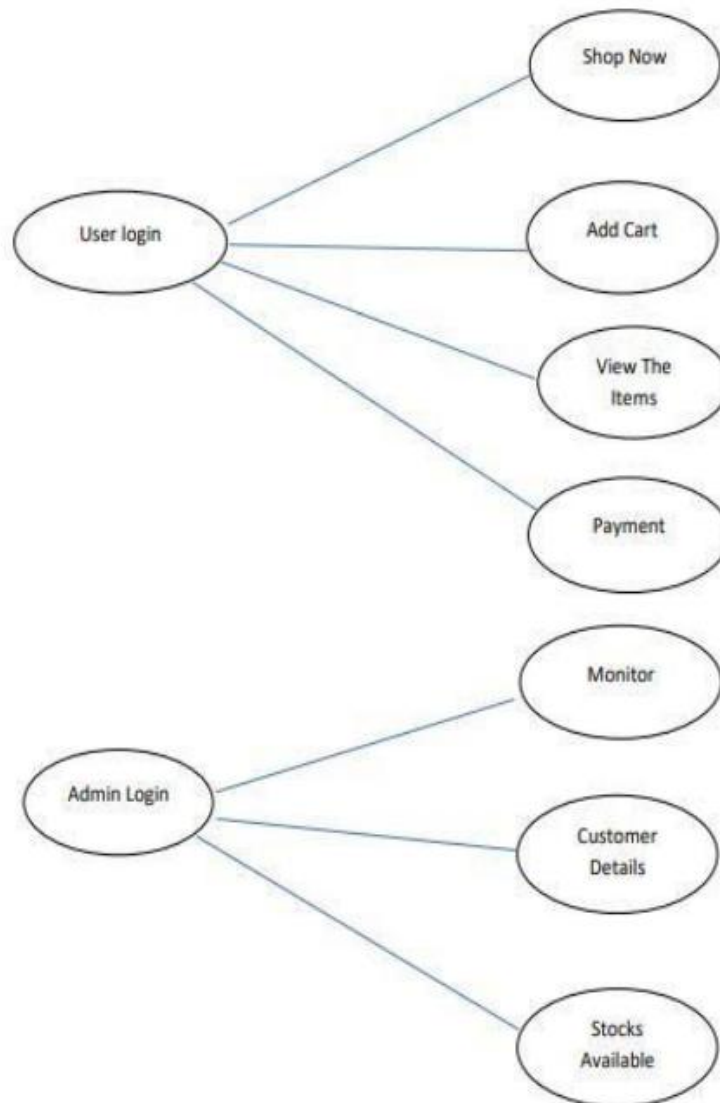 Shop Now
User login
Add Cart
View The
Items
Payment
Monitor
Admin Login
Customer
Details
Stocks
Available